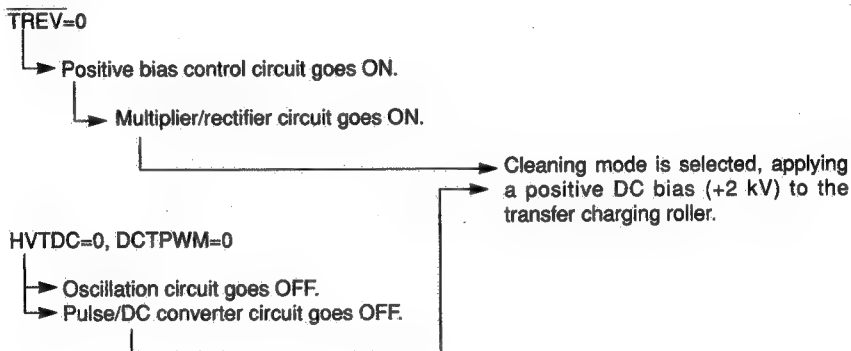 TREV=0
Positive bias control circuit goes ON.
Multiplier/rectifier circuit goes ON.
Cleaning mode is selected, applying
a positive DC bias (+2 kV) to the
transfer charging roller.
HVTDC=0, DCTPWM=0
Oscillation circuit goes OFF.
Pulse/DC converter circuit goes OFF.